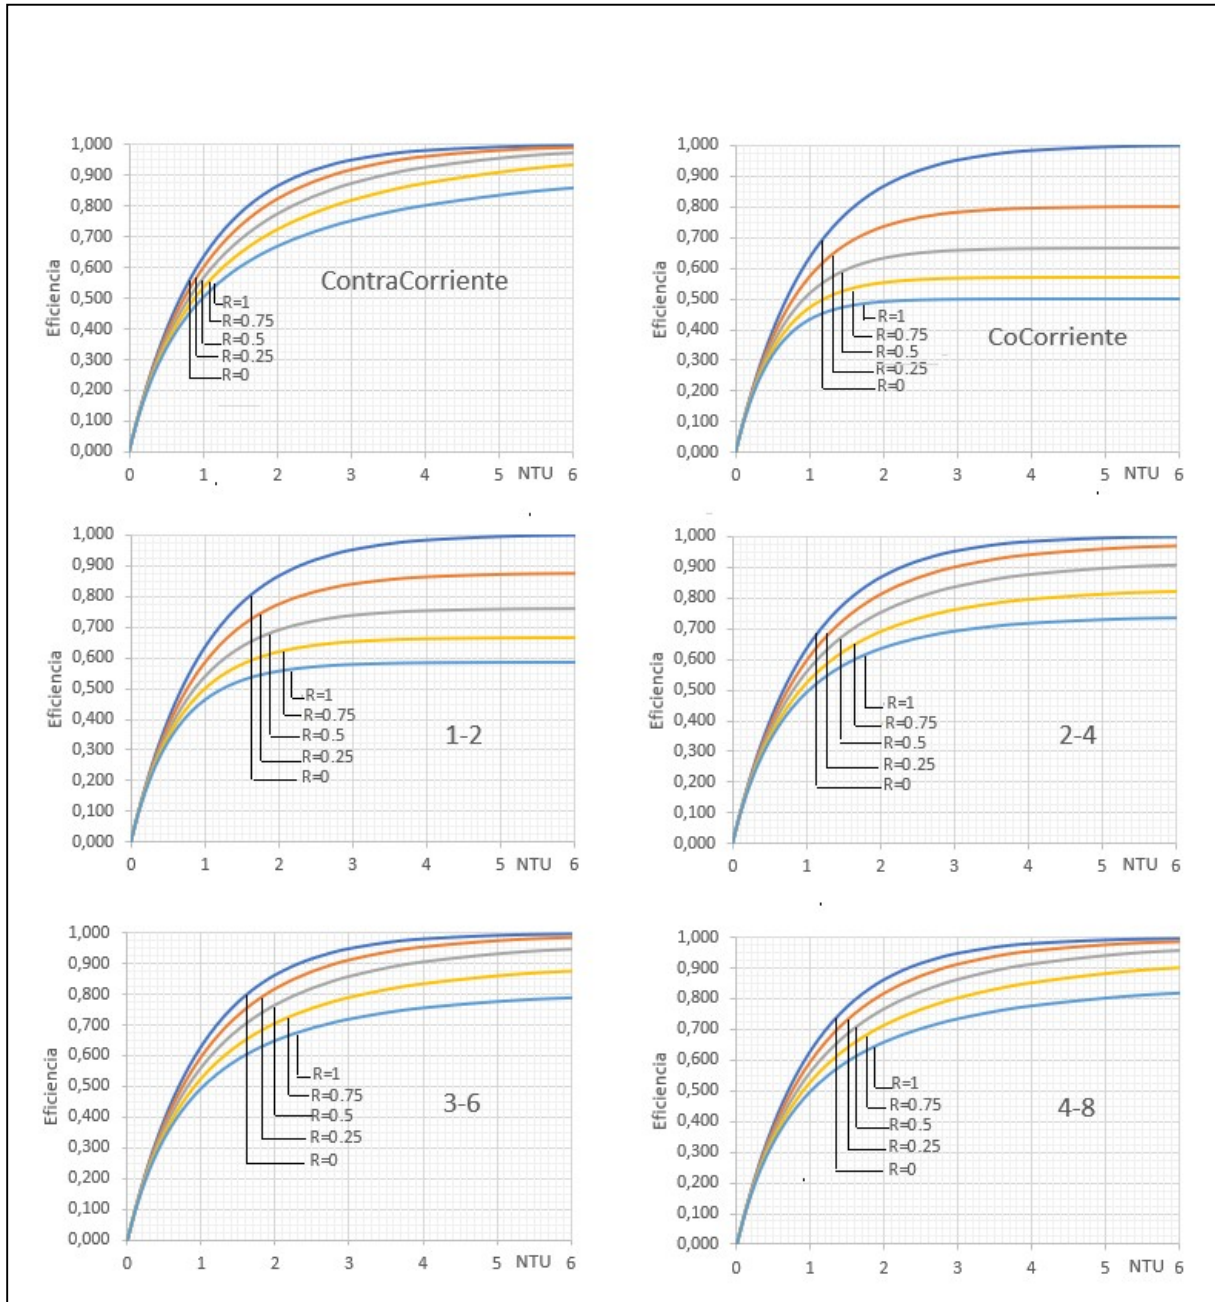 1,000
0,900
0,800
0,700
0,600
0,500
0,400
0,300
0,200
0,100
0,000
Eficiencia
ContraCorriente
R=1
R=0.75
R=0.5
R=0.25
R=0
0 1 2 3 4 5 NTU 6
1,000
0,900
0,800
0,700
0,600
0,500
0,400
0,300
0,200
0,100
0,000
Eficiencia
R=1
R=0.75
R=0.5
R=0.25
R=0
CoCorriente
0 1 2 3 4 5 NTU 6
1,000
0,900
0,800
0,700
0,600
0,500
0,400
0,300
0,200
0,100
0,000
Eficiencia
R=1
R=0.75
R=0.5
R=0.25
R=0
1-2
0 1 2 3 4 5 NTU 6
1,000
0,900
0,800
0,700
0,600
0,500
0,400
0,300
0,200
0,100
0,000
Eficiencia
R=1
R=0.75
R=0.5
R=0.25
R=0
2-4
0 1 2 3 4 5 NTU 6
1,000
0,900
0,800
0,700
0,600
0,500
0,400
0,300
0,200
0,100
0,000
Eficiencia
R=1
R=0.75
R=0.5
R=0.25
R=0
3-6
0 1 2 3 4 5 NTU 6
1,000
0,900
0,800
0,700
0,600
0,500
0,400
0,300
0,200
0,100
0,000
Eficiencia
R=1
R=0.75
R=0.5
R=0.25
R=0
4-8
0 1 2 3 4 5 NTU 6